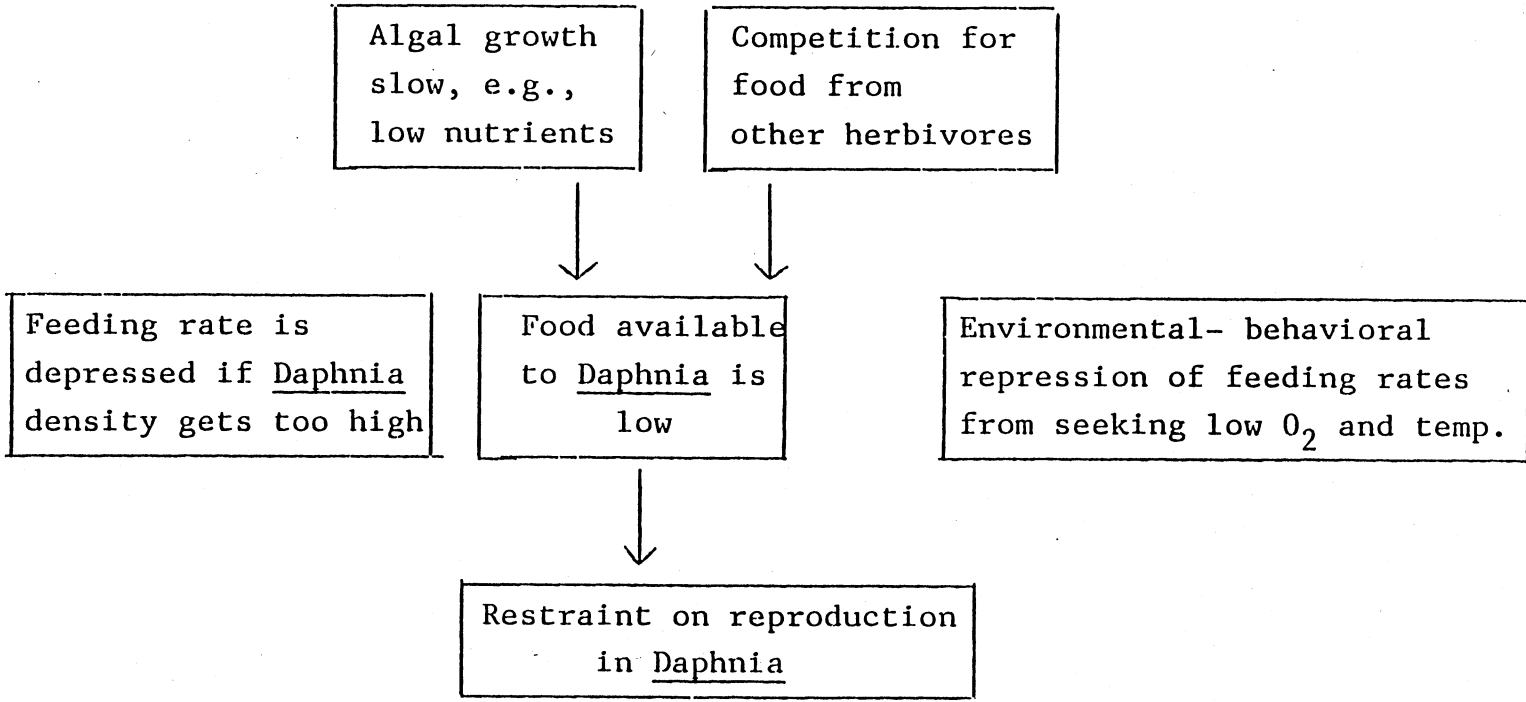 Algal growth
slow, e.g.,
low nutrients
Competition for
food from
other herbivores
Feeding rate is
depressed if Daphnia
density gets too high
Food available
to Daphnia is
low
Environmental- behavioral
repression of feeding rates
from seeking low O₂ and temp.
Restraint on reproduction
in Daphnia